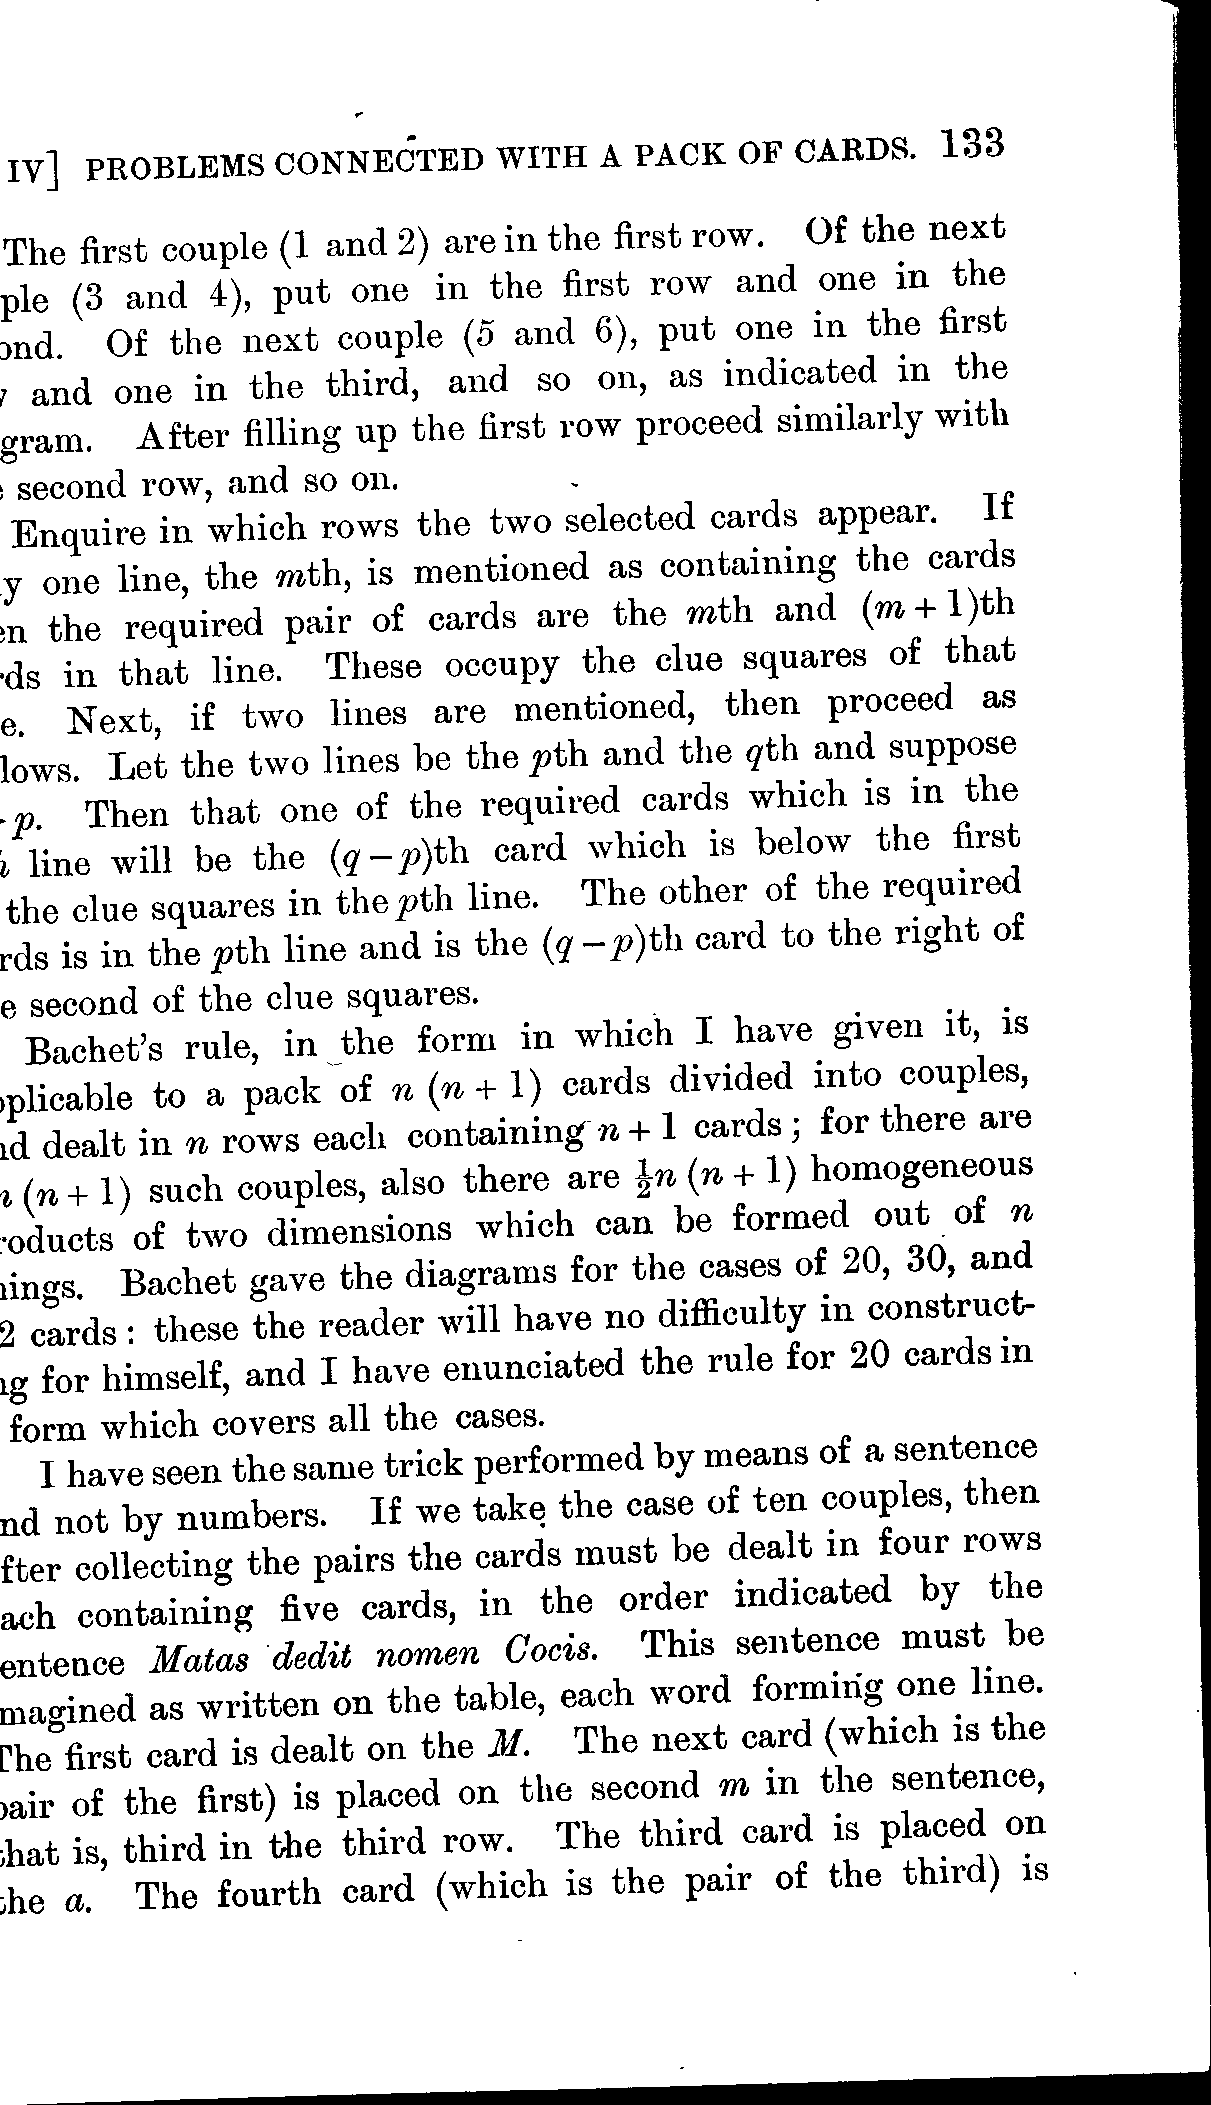 IV] PROBLEMS CONNECTED WITH A PACK OF CARDS. 133
The first couple (1 and 2) are in the first row. Of the next
ple (3 and 4), put one in the first row and one in the
ond. Of the next couple (5 and 6), put one in the first
and one in the third, and so on, as indicated in the
gram. After filling up the first row proceed similarly with
second row, and so on.
Enquire in which rows the two selected cards appear. If
y one line, the mth, is mentioned as containing the cards
en the required pair of cards are the mth and (m + 1)th
rds in that line. These occupy the clue squares of that
e. Next, if two lines are mentioned, then proceed as
lows. Let the two lines be the pth and the qth and suppose
p. Then that one of the required cards which is in the
line will be the (q – p)th card which is below the first
the clue squares in the pth line. The other of the required
rds is in the pth line and is the (q – p)th card to the right of
e second of the clue squares.
Bachet's rule, in the form in which I have given it, is
plicable to a pack of n (n + 1) cards divided into couples,
nd dealt in n rows each containing n + 1 cards; for there are
(n + 1) such couples, also there are ½n (n + 1) homogeneous
roducts of two dimensions which can be formed out of n
ings. Bachet gave the diagrams for the cases of 20, 30, and
2 cards: these the reader will have no difficulty in construct-
ng for himself, and I have enunciated the rule for 20 cards in
form which covers all the cases.
I have seen the same trick performed by means of a sentence
nd not by numbers. If we take the case of ten couples, then
fter collecting the pairs the cards must be dealt in four rows
ach containing five cards, in the order indicated by the
entence Matas dedit nomen Cocis. This sentence must be
magined as written on the table, each word forming one line.
The first card is dealt on the M. The next card (which is the
pair of the first) is placed on the second m in the sentence,
that is, third in the third row. The third card is placed on
the a. The fourth card (which is the pair of the third) is